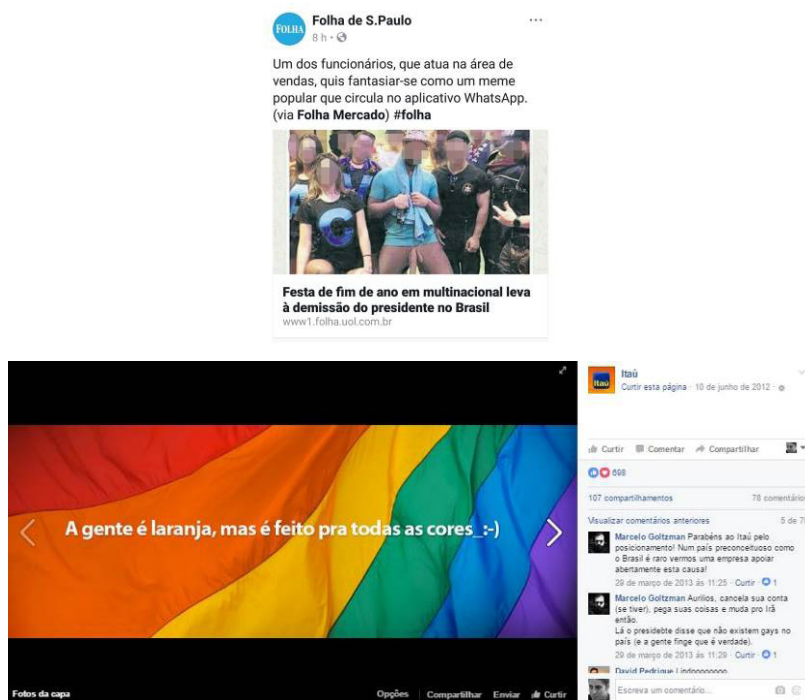 FOLHA
Folha de S.Paulo
8 h
Um dos funcionários, que atua na área de
vendas, quis fantasiar-se como um meme
popular que circula no aplicativo WhatsApp.
(via Folha Mercado) #folha
Festa de fim de ano em multinacional leva
à demissão do presidente no Brasil
www1.folha.uol.com.br
A gente é laranja, mas é feito pra todas as cores_:-)
Fotos da capa
Opções Compartilhar Enviar Curtir
Itaú
Itaú
Curtir esta página · 10 de junho de 2012
Curtir Comentar Compartilhar
698
107 compartilhamentos 78 comentário
Visualizar comentários anteriores 5 de 7
Marcelo Goltzman Parabéns ao Itaú pelo
posicionamento! Num país preconceituoso como
o Brasil é raro vermos uma empresa apoiar
abertamente esta causa!
29 de março de 2013 às 11:25 · Curtir · 1
Marcelo Goltzman Aurilios, cancela sua conta
(se tiver), pega suas coisas e muda pro Irã
então.
Lá o presidebte disse que não existem gays no
país (e a gente finge que é verdade).
29 de março de 2013 às 11:29 · Curtir · 1
David Pedrique Lindooooooo
Escreva um comentário...